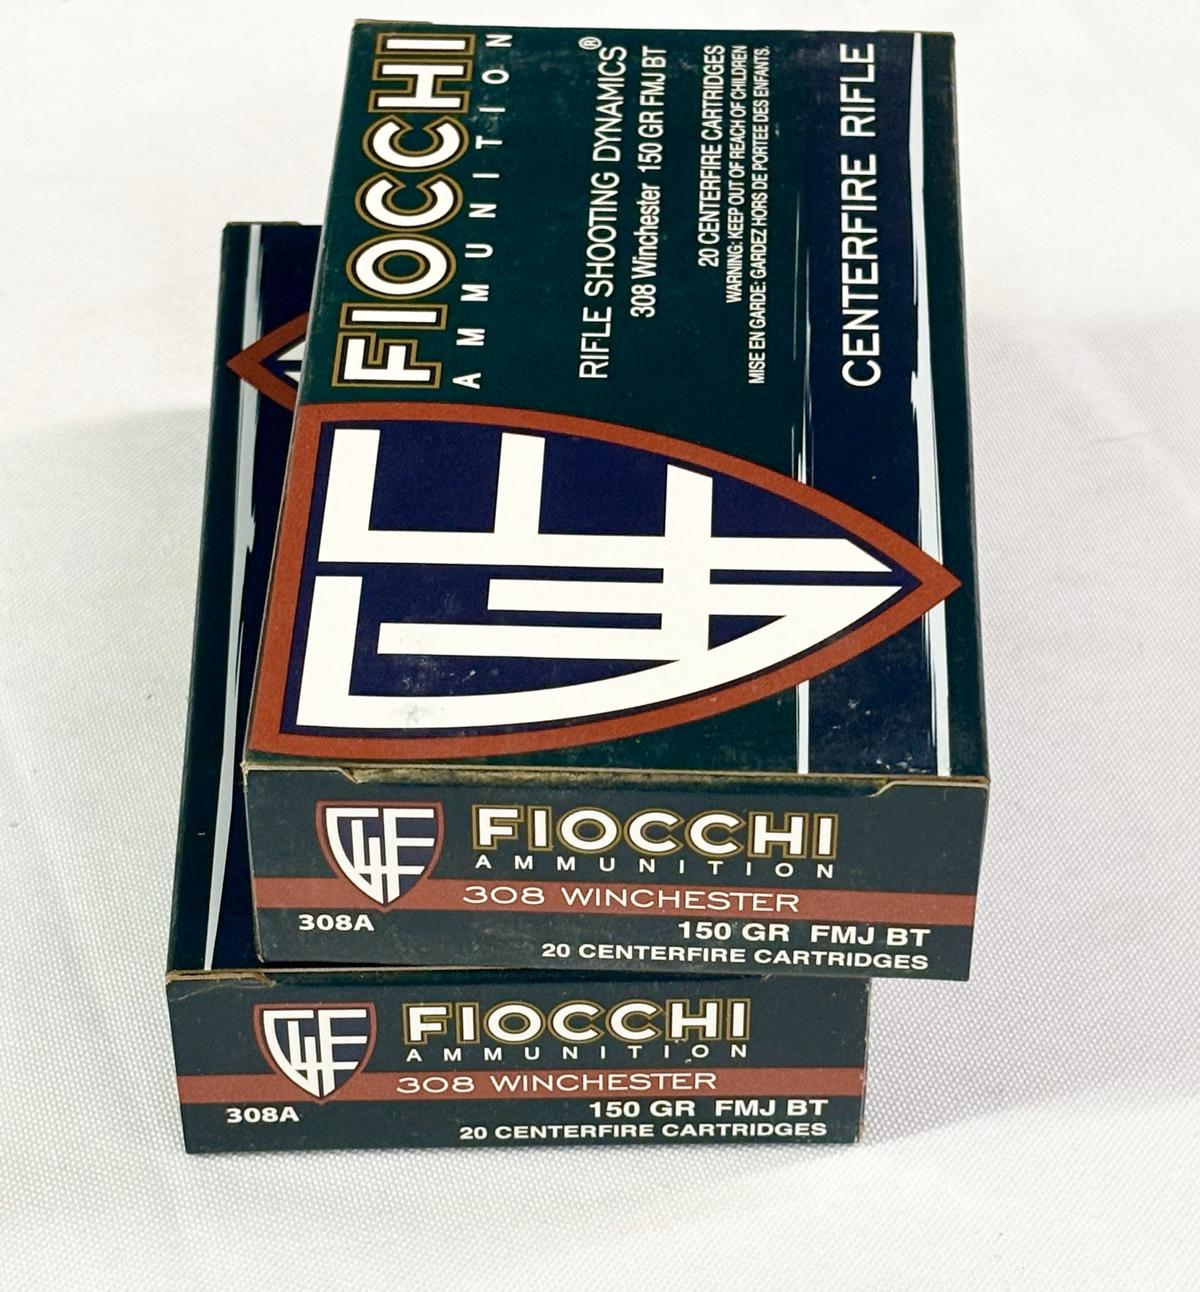 FIOCCHI
AMMUNITION
RIFLE SHOOTING DYNAMICS®
308 Winchester 150 GR FMJ BT
20 CENTERFIRE CARTRIDGES
WARNING: KEEP OUT OF REACH OF CHILDREN
MISE EN GARDE: GARDEZ HORS DE PORTEE DES ENFANTS.
CENTERFIRE RIFLE
FIOCCHI
AMMUNITION
308 WINCHESTER
308A
150 GR FMJ BT
20 CENTERFIRE CARTRIDGES
FIOCCHI
AMMUNITION
308 WINCHESTER
308A
150 GR FMJ BT
20 CENTERFIRE CARTRIDGES